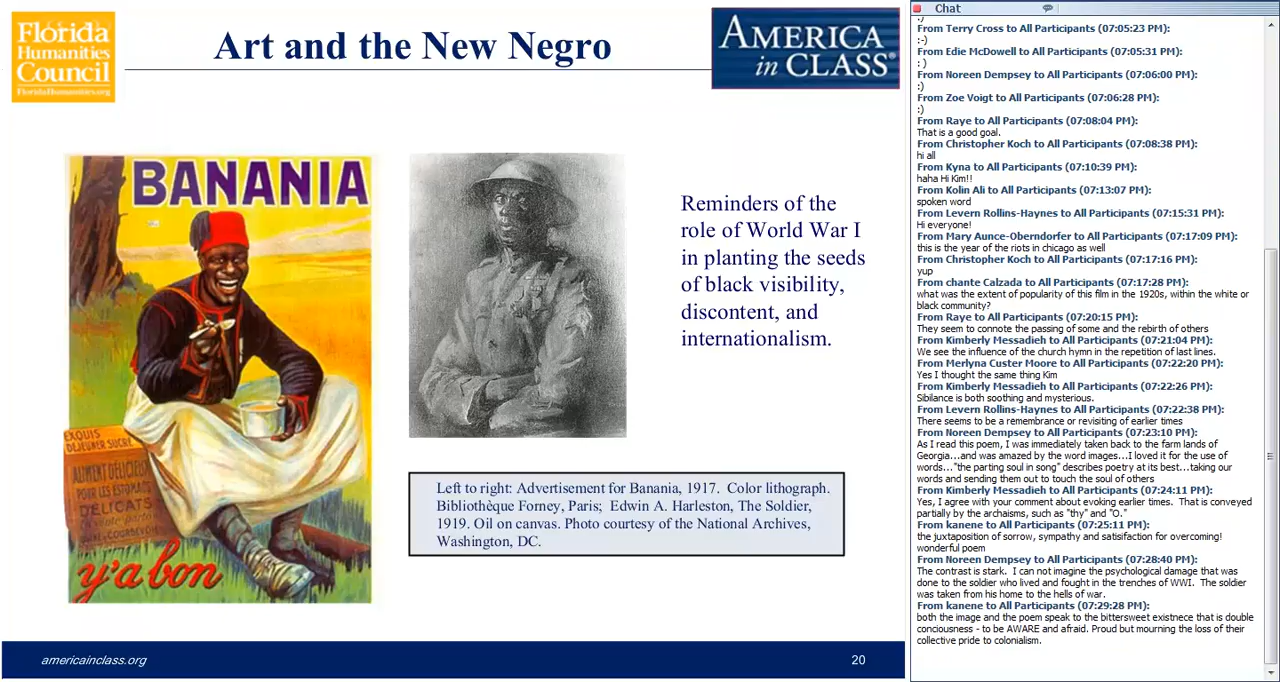 Florida
Humanities
Council
FloridaHumanities.org
Art and the New Negro
AMERICA
in CLASS®
BANANIA
EXQUIS
DÉJEUNER SUCRÉ
ALIMENT DÉLICIEUX
POUR LES ESTOMACS
DÉLICATS
y'a bon
Reminders of the
role of World War I
in planting the seeds
of black visibility,
discontent, and
internationalism.
Left to right: Advertisement for Banania, 1917.  Color lithograph.
Bibliothèque Forney, Paris;  Edwin A. Harleston, The Soldier,
1919. Oil on canvas. Photo courtesy of the National Archives,
Washington, DC.
americainclass.org
20
Chat
:)
From Terry Cross to All Participants (07:05:23 PM):
:-)
From Edie McDowell to All Participants (07:05:31 PM):
: )
From Noreen Dempsey to All Participants (07:06:00 PM):
:)
From Zoe Voigt to All Participants (07:06:28 PM):
:)
From Raye to All Participants (07:08:04 PM):
That is a good goal.
From Christopher Koch to All Participants (07:08:38 PM):
hi all
From Kyna to All Participants (07:10:39 PM):
haha Hi Kim!!
From Kolin Ali to All Participants (07:13:07 PM):
spoken word
From Levern Rollins-Haynes to All Participants (07:15:31 PM):
Hi everyone!
From Mary Aunce-Oberndorfer to All Participants (07:17:09 PM):
this is the year of the riots in chicago as well
From Christopher Koch to All Participants (07:17:16 PM):
yup
From chante Calzada to All Participants (07:17:28 PM):
what was the extent of popularity of this film in the 1920s, within the white or
black community?
From Raye to All Participants (07:20:15 PM):
They seem to connote the passing of some and the rebirth of others
From Kimberly Messadieh to All Participants (07:21:04 PM):
We see the influence of the church hymn in the repetition of last lines.
From Merlyna Custer Moore to All Participants (07:22:20 PM):
Yes I thought the same thing Kim
From Kimberly Messadieh to All Participants (07:22:26 PM):
Sibilance is both soothing and mysterious.
From Levern Rollins-Haynes to All Participants (07:22:38 PM):
There seems to be a remembrance or revisiting of earlier times
From Noreen Dempsey to All Participants (07:23:10 PM):
As I read this poem, I was immediately taken back to the farm lands of
Georgia...and was amazed by the word images...I loved it for the use of
words..."the parting soul in song" describes poetry at its best...taking our
words and sending them out to touch the soul of others
From Kimberly Messadieh to All Participants (07:24:11 PM):
Yes, I agree with your comment about evoking earlier times.  That is conveyed
partially by the archaisms, such as "thy" and "O."
From kanene to All Participants (07:25:11 PM):
the juxtaposition of sorrow, sympathy and satisifaction for overcoming!
wonderful poem
From Noreen Dempsey to All Participants (07:28:40 PM):
The contrast is stark.  I can not imagine the psychological damage that was
done to the soldier who lived and fought in the trenches of WWI.  The soldier
was taken from his home to the hells of war.
From kanene to All Participants (07:29:28 PM):
both the image and the poem speak to the bittersweet existnece that is double
conciousness - to be AWARE and afraid. Proud but mourning the loss of their
collective pride to colonialism.